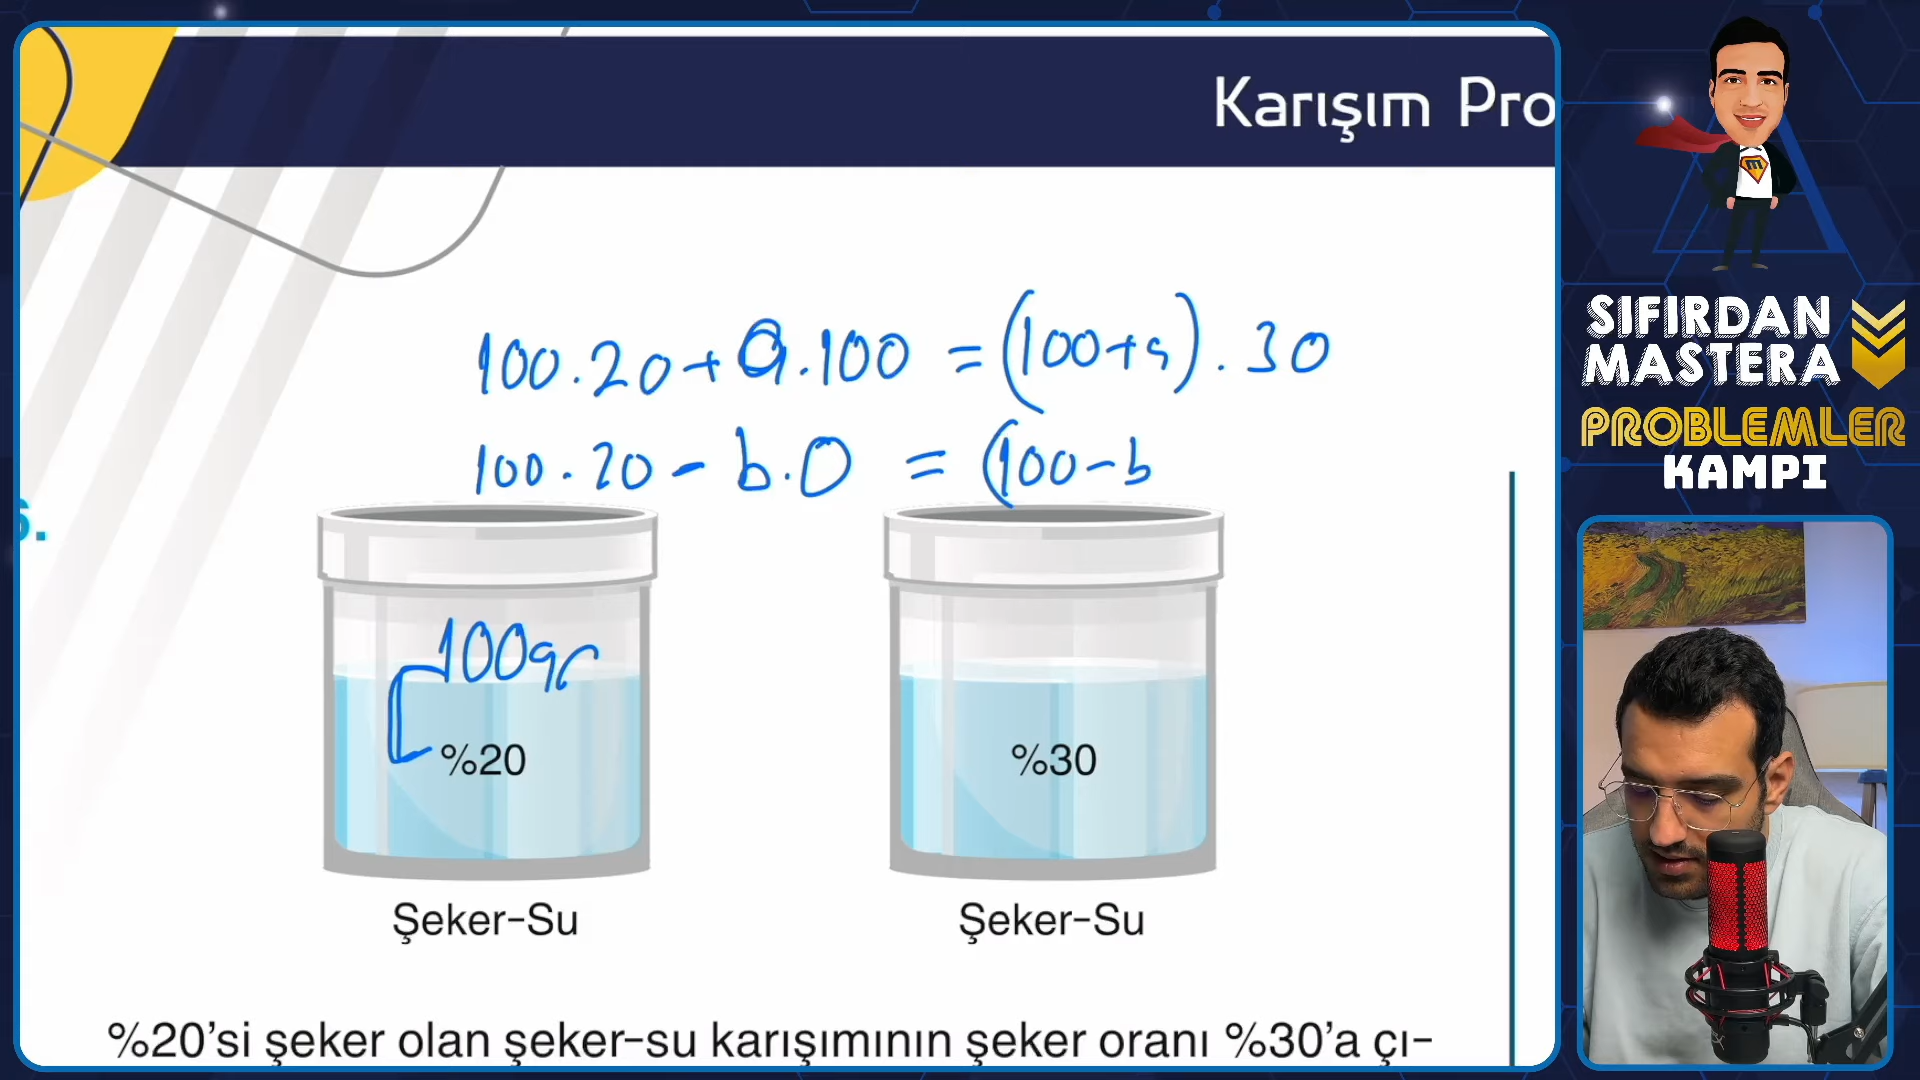 Karışım Pro
100.20+a.100 = (100+a).30
100.20 - b.0 = (100-b
6.
100gr
%20
%30
Şeker-Su
Şeker-Su
%20'si şeker olan şeker-su karışımının şeker oranı %30'a çı-
SIFIRDAN
MASTERA
PROBLEMLER
KAMPI